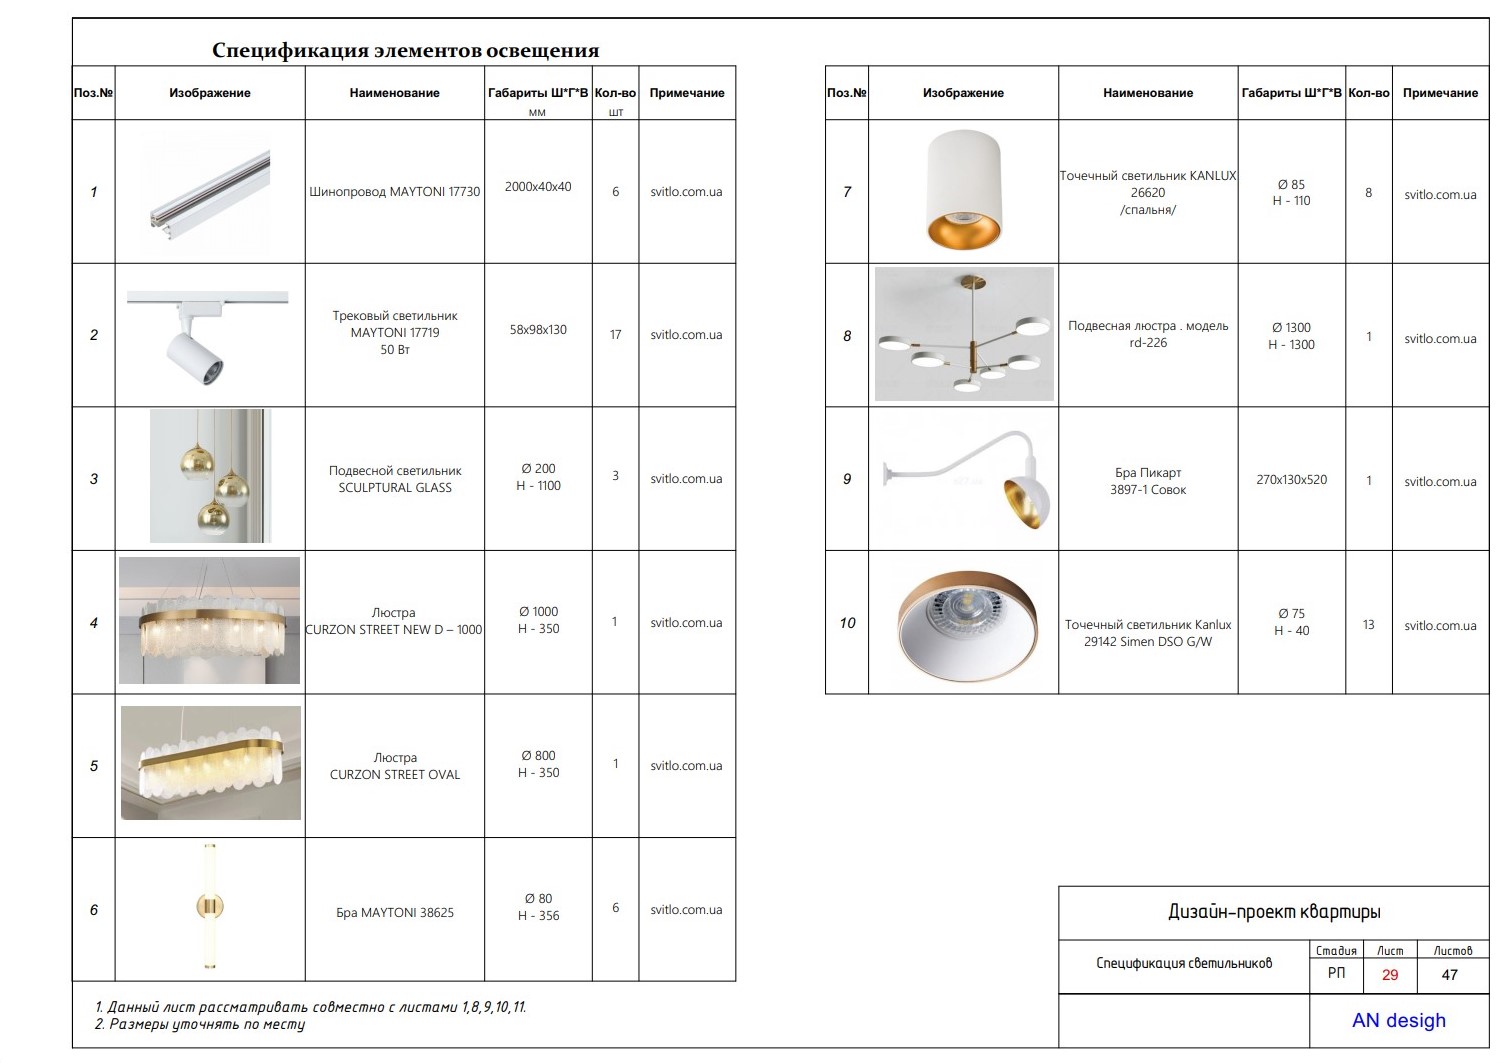 Спецификация элементов освещения
Поз.№ Изображение Наименование Габариты Ш*Г*В Кол-во Примечание
мм шт
1 Шинопровод MAYTONI 17730 2000х40х40 6 svitlo.com.ua
2 Трековый светильник
MAYTONI 17719
50 Вт 58х98х130 17 svitlo.com.ua
3 Подвесной светильник
SCULPTURAL GLASS Ø 200
Н - 1100 3 svitlo.com.ua
4 Люстра
CURZON STREET NEW D – 1000 Ø 1000
Н - 350 1 svitlo.com.ua
5 Люстра
CURZON STREET OVAL Ø 800
Н - 350 1 svitlo.com.ua
6 Бра MAYTONI 38625 Ø 80
Н - 356 6 svitlo.com.ua
Поз.№ Изображение Наименование Габариты Ш*Г*В Кол-во Примечание
7 Точечный светильник KANLUX
26620
/спальня/ Ø 85
Н - 110 8 svitlo.com.ua
8 Подвесная люстра . модель
rd-226 Ø 1300
Н - 1300 1 svitlo.com.ua
9 Бра Пикарт
3897-1 Совок 270х130х520 1 svitlo.com.ua
10 Точечный светильник Kanlux
29142 Simen DSO G/W Ø 75
Н - 40 13 svitlo.com.ua
1. Данный лист рассматривать совместно с листами 1,8,9,10,11.
2. Размеры уточнять по месту
Дизайн-проект квартиры
Спецификация светильников
Стадия Лист Листов
РП 29 47
AN desigh